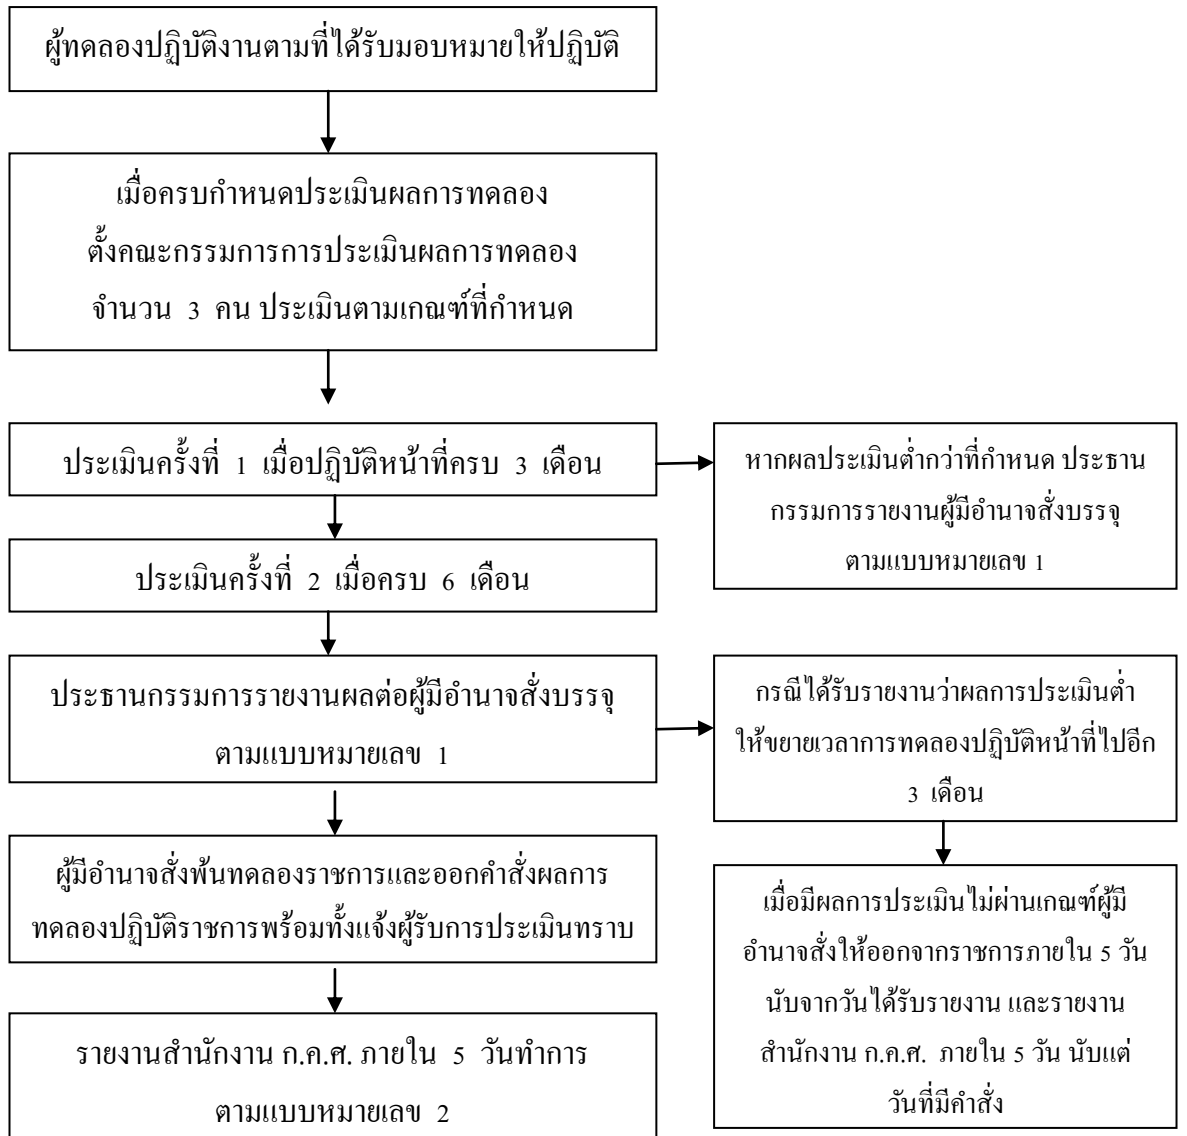 ผู้ทดลองปฏิบัติงานตามที่ได้รับมอบหมายให้ปฏิบัติ
เมื่อครบกำหนดประเมินผลการทดลอง
ตั้งคณะกรรมการการประเมินผลการทดลอง
จำนวน 3 คน ประเมินตามเกณฑ์ที่กำหนด
ประเมินครั้งที่ 1 เมื่อปฏิบัติหน้าที่ครบ 3 เดือน
หากผลประเมินต่ำกว่าที่กำหนด ประธาน
กรรมการรายงานผู้มีอำนาจสั่งบรรจุ
ตามแบบหมายเลข 1
ประเมินครั้งที่ 2 เมื่อครบ 6 เดือน
ประธานกรรมการรายงานผลต่อผู้มีอำนาจสั่งบรรจุ
ตามแบบหมายเลข 1
กรณีได้รับรายงานว่าผลการประเมินต่ำ
ให้ขยายเวลาการทดลองปฏิบัติหน้าที่ไปอีก
3 เดือน
ผู้มีอำนาจสั่งพ้นทดลองราชการและออกคำสั่งผลการ
ทดลองปฏิบัติราชการพร้อมทั้งแจ้งผู้รับการประเมินทราบ
เมื่อมีผลการประเมินไม่ผ่านเกณฑ์ผู้มี
อำนาจสั่งให้ออกจากราชการภายใน 5 วัน
นับจากวันได้รับรายงาน และรายงาน
สำนักงาน ก.ค.ศ. ภายใน 5 วัน นับแต่
วันที่มีคำสั่ง
รายงานสำนักงาน ก.ค.ศ. ภายใน 5 วันทำการ
ตามแบบหมายเลข 2